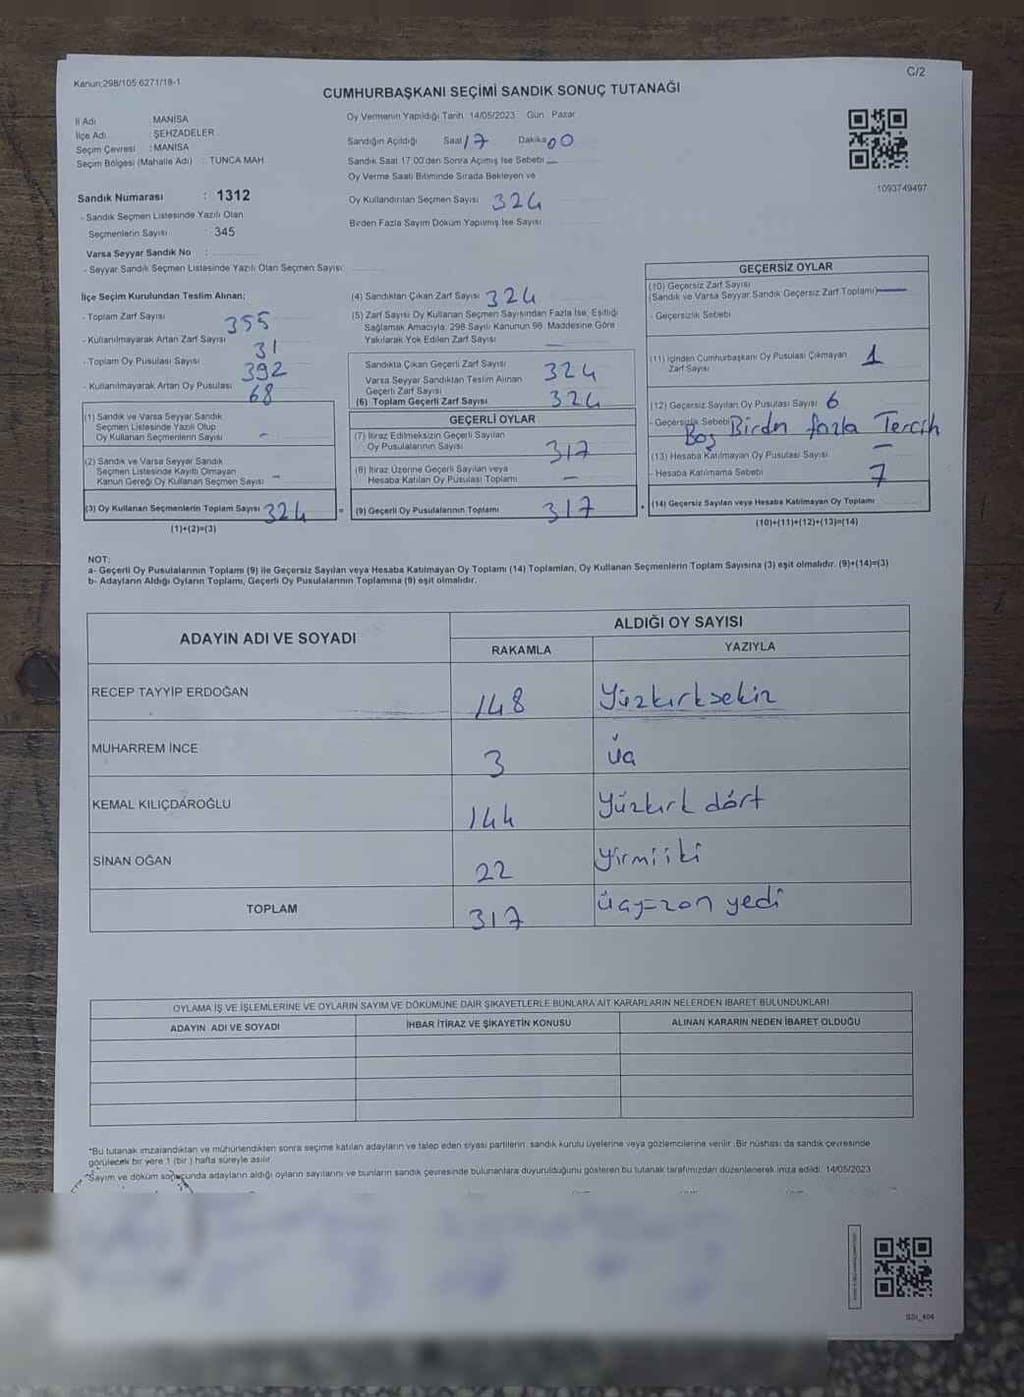 Kanun:298/105 6271/18-1
C/2
CUMHURBAŞKANI SEÇİMİ SANDIK SONUÇ TUTANAĞI
İl Adı : MANİSA
İlçe Adı : ŞEHZADELER
Seçim Çevresi : MANİSA
Seçim Bölgesi (Mahalle Adı) : TUNCA MAH
Sandık Numarası : 1312
- Sandık Seçmen Listesinde Yazılı Olan
Seçmenlerin Sayısı : 345
Varsa Seyyar Sandık No :
- Seyyar Sandık Seçmen Listesinde Yazılı Olan Seçmen Sayısı:
Oy Vermenin Yapıldığı Tarih: 14/05/2023 Gün: Pazar
Sandığın Açıldığı Saat 17 Dakika 00
Sandık Saat 17:00'den Sonra Açılmış İse Sebebi
Oy Verme Saati Bitiminde Sırada Bekleyen ve
Oy Kullandırılan Seçmen Sayısı 324
Birden Fazla Sayım Döküm Yapılmış İse Sayısı
1093749497
İlçe Seçim Kurulundan Teslim Alınan;
- Toplam Zarf Sayısı 355
- Kullanılmayarak Artan Zarf Sayısı 31
- Toplam Oy Pusulası Sayısı 392
- Kullanılmayarak Artan Oy Pusulası 68
(1) Sandık ve Varsa Seyyar Sandık
Seçmen Listesinde Yazılı Olup
Oy Kullanan Seçmenlerin Sayısı -
(2) Sandık ve Varsa Seyyar Sandık
Seçmen Listesinde Kayıtlı Olmayan
Kanun Gereği Oy Kullanan Seçmen Sayısı -
(3) Oy Kullanan Seçmenlerin Toplam Sayısı 324
(1)+(2)=(3)
(4) Sandıktan Çıkan Zarf Sayısı 324
(5) Zarf Sayısı Oy Kullanan Seçmen Sayısından Fazla İse, Eşitliği
Sağlamak Amacıyla, 298 Sayılı Kanunun 98. Maddesine Göre
Yakılarak Yok Edilen Zarf Sayısı -
Sandıkta Çıkan Geçerli Zarf Sayısı 324
Varsa Seyyar Sandıktan Teslim Alınan
Geçerli Zarf Sayısı
(6) Toplam Geçerli Zarf Sayısı 324
GEÇERLİ OYLAR
(7) İtiraz Edilmeksizin Geçerli Sayılan
Oy Pusulalarının Sayısı 317
(8) İtiraz Üzerine Geçerli Sayılan veya
Hesaba Katılan Oy Pusulası Toplamı -
(9) Geçerli Oy Pusulalarının Toplamı 317
GEÇERSİZ OYLAR
(10) Geçersiz Zarf Sayısı
(Sandık ve Varsa Seyyar Sandık Geçersiz Zarf Toplamı) -
- Geçersizlik Sebebi
(11) İçinden Cumhurbaşkanı Oy Pusulası Çıkmayan 1
Zarf Sayısı
(12) Geçersiz Sayılan Oy Pusulası Sayısı 6
- Geçersizlik Sebebi Boş Birden fazla Tercih
(13) Hesaba Katılmayan Oy Pusulası Sayısı -
- Hesaba Katılmama Sebebi
(14) Geçersiz Sayılan veya Hesaba Katılmayan Oy Toplamı 7
(10)+(11)+(12)+(13)=(14)
NOT:
a- Geçerli Oy Pusulalarının Toplamı (9) ile Geçersiz Sayılan veya Hesaba Katılmayan Oy Toplamı (14) Toplamları, Oy Kullanan Seçmenlerin Toplam Sayısına (3) eşit olmalıdır. (9)+(14)=(3)
b- Adayların Aldığı Oyların Toplamı, Geçerli Oy Pusulalarının Toplamına (9) eşit olmalıdır.
ADAYIN ADI VE SOYADI
ALDIĞI OY SAYISI
RAKAMLA YAZIYLA
RECEP TAYYİP ERDOĞAN 148 Yüzkırksekiz
MUHARREM İNCE 3 üç
KEMAL KILIÇDAROĞLU 144 Yüzkırk dört
SİNAN OĞAN 22 Yirmi iki
TOPLAM 317 üçyüzon yedi
OYLAMA İŞ VE İŞLEMLERİNE VE OYLARIN SAYIM VE DÖKÜMÜNE DAİR ŞİKAYETLERLE BUNLARA AİT KARARLARIN NELERDEN İBARET BULUNDUKLARI
ADAYIN ADI VE SOYADI İHBAR İTİRAZ VE ŞİKAYETİN KONUSU ALINAN KARARIN NEDEN İBARET OLDUĞU
*Bu tutanak imzalandıktan ve mühürlendikten sonra seçime katılan adayların ve talep eden siyasi partilerin, sandık kurulu üyelerine veya gözlemcilerine verilir. Bir nüshası da sandık çevresinde
görülecek bir yere 1 (bir) hafta süreyle asılır.
*Sayım ve döküm sonucunda adayların aldığı oyların sayılarını ve bunların sandık çevresinde bulunanlara duyurulduğunu gösteren bu tutanak tarafımızdan düzenlenerek imza edildi. 14/05/2023